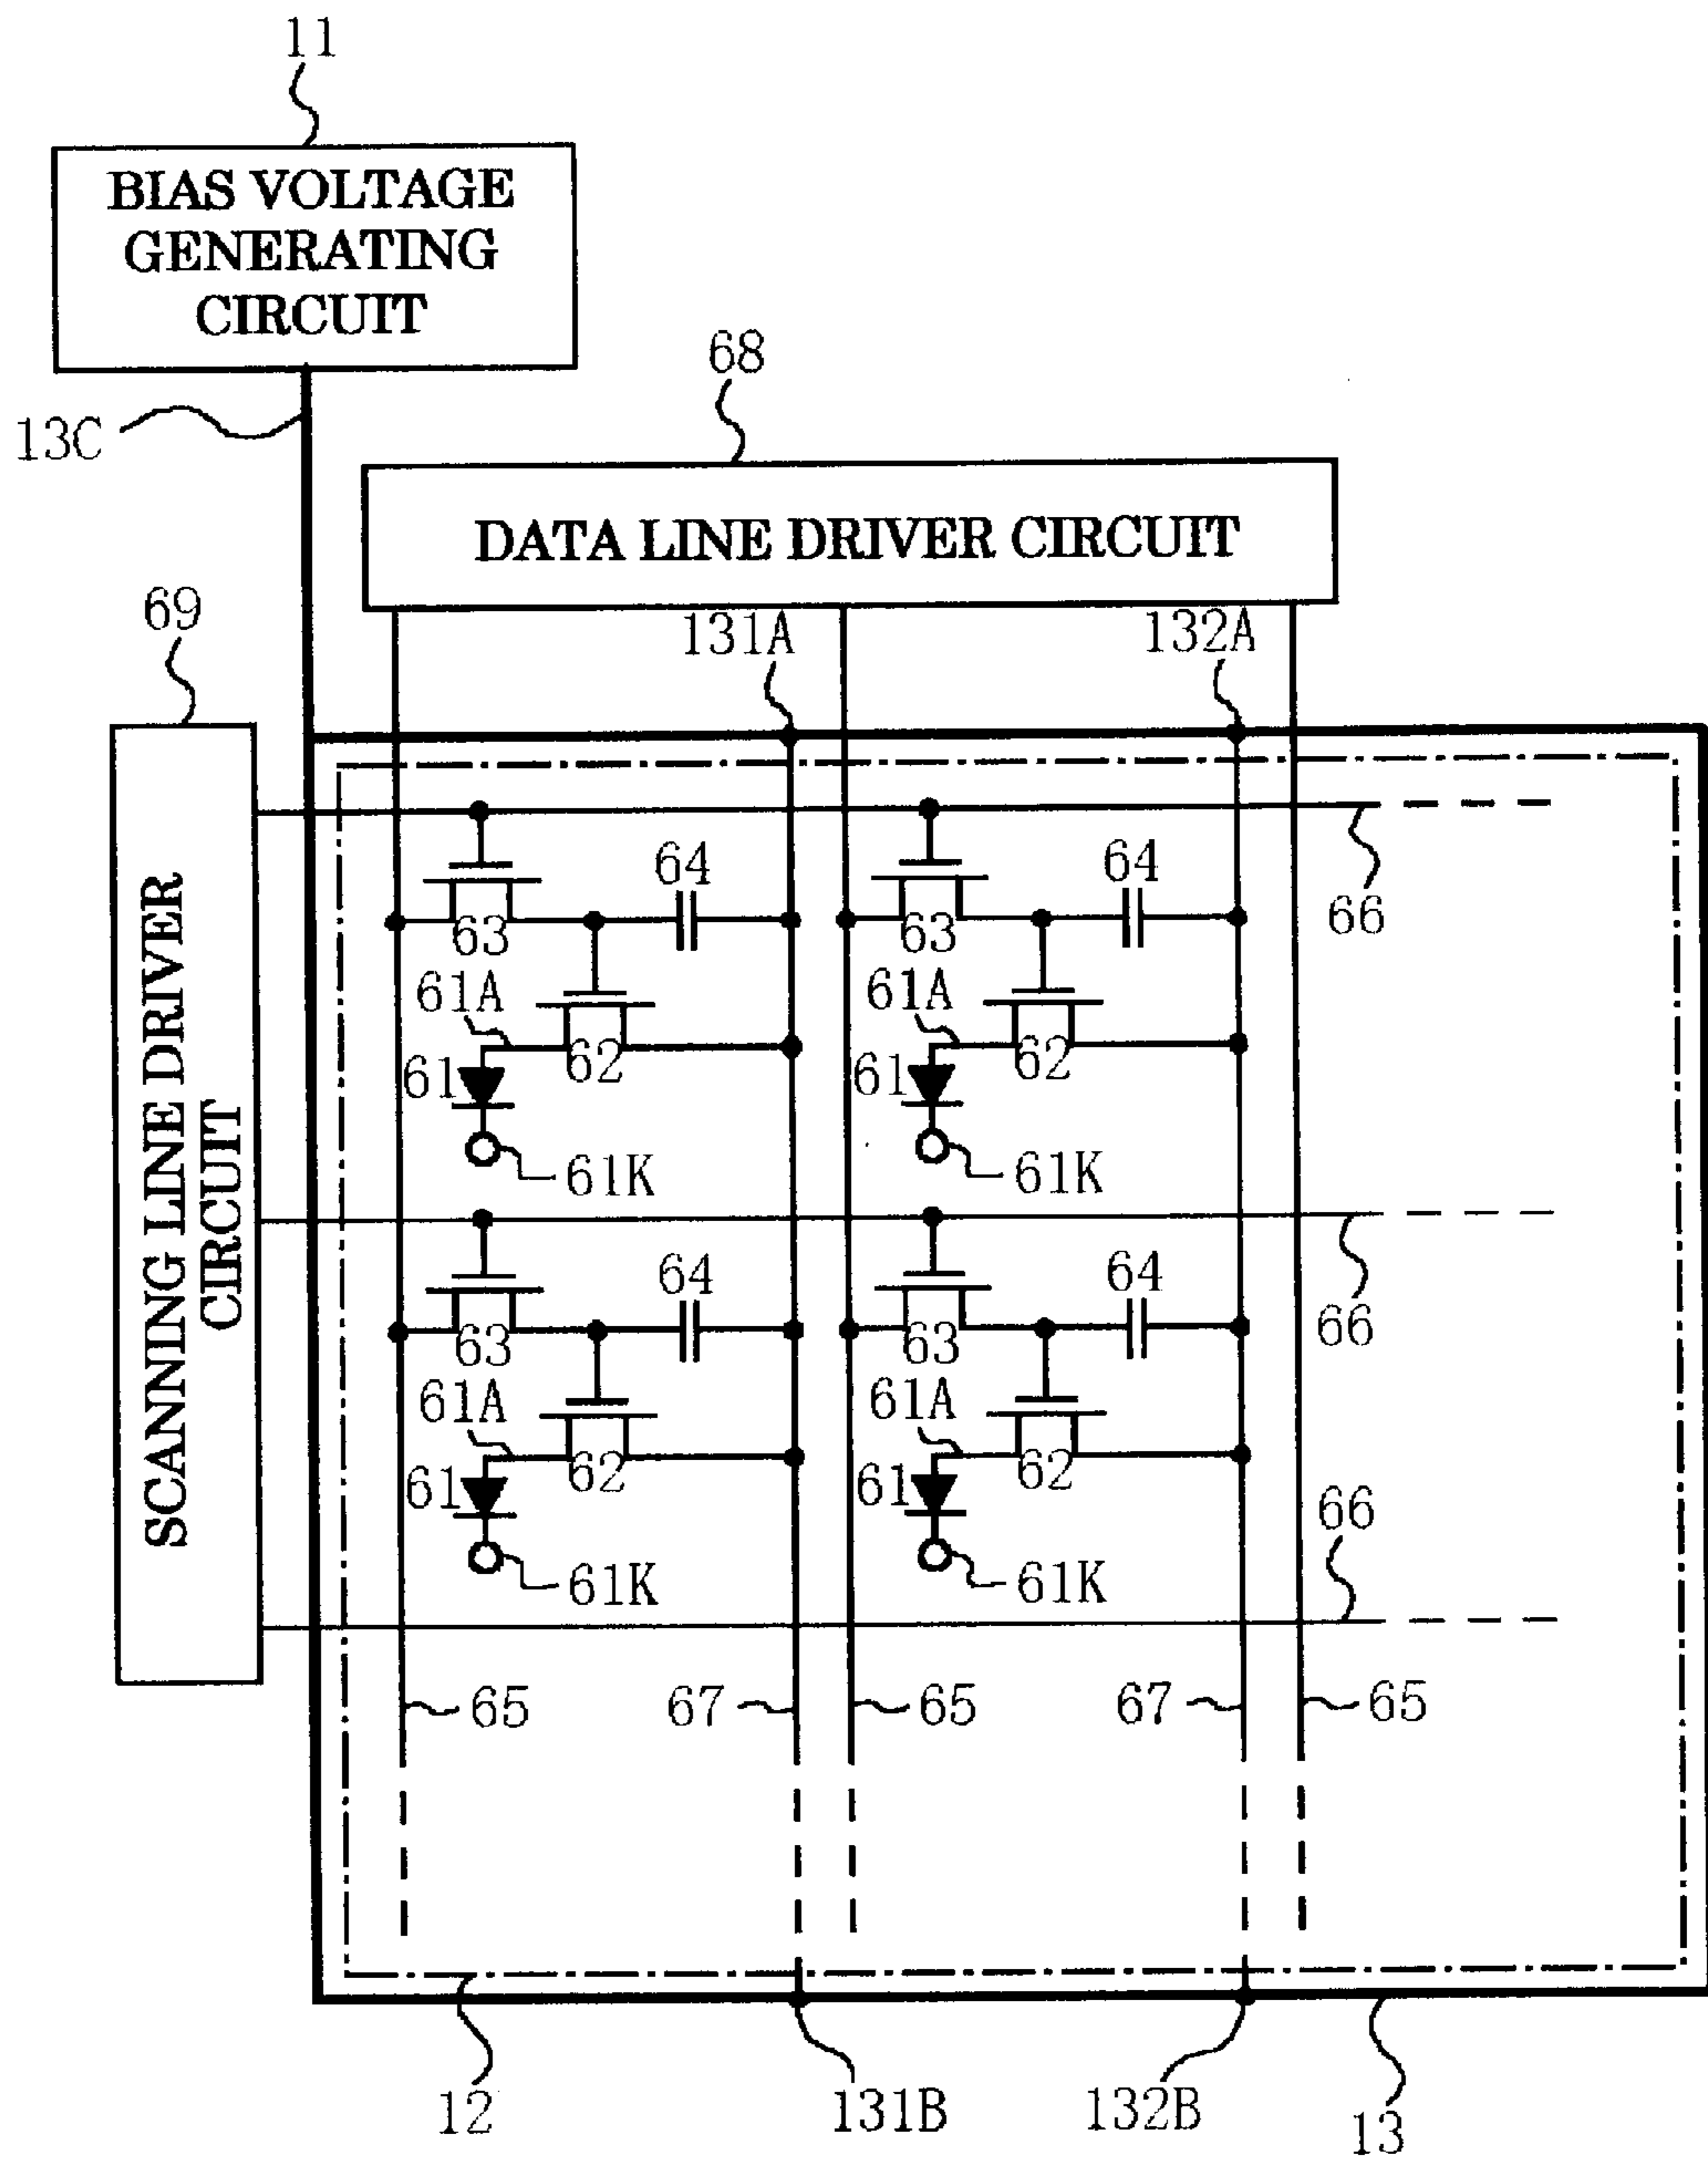 11
BIAS VOLTAGE
GENERATING
CIRCUIT
13C
68
DATA LINE DRIVER CIRCUIT
69
131A
132A
SCANNING LINE DRIVER
CIRCUIT
64
64
66
63
63
61A
61A
62
62
61
61
61K
61K
64
64
66
63
63
61A
61A
62
62
61
61
66
61K
61K
65
67
65
67
65
12
131B
132B
13